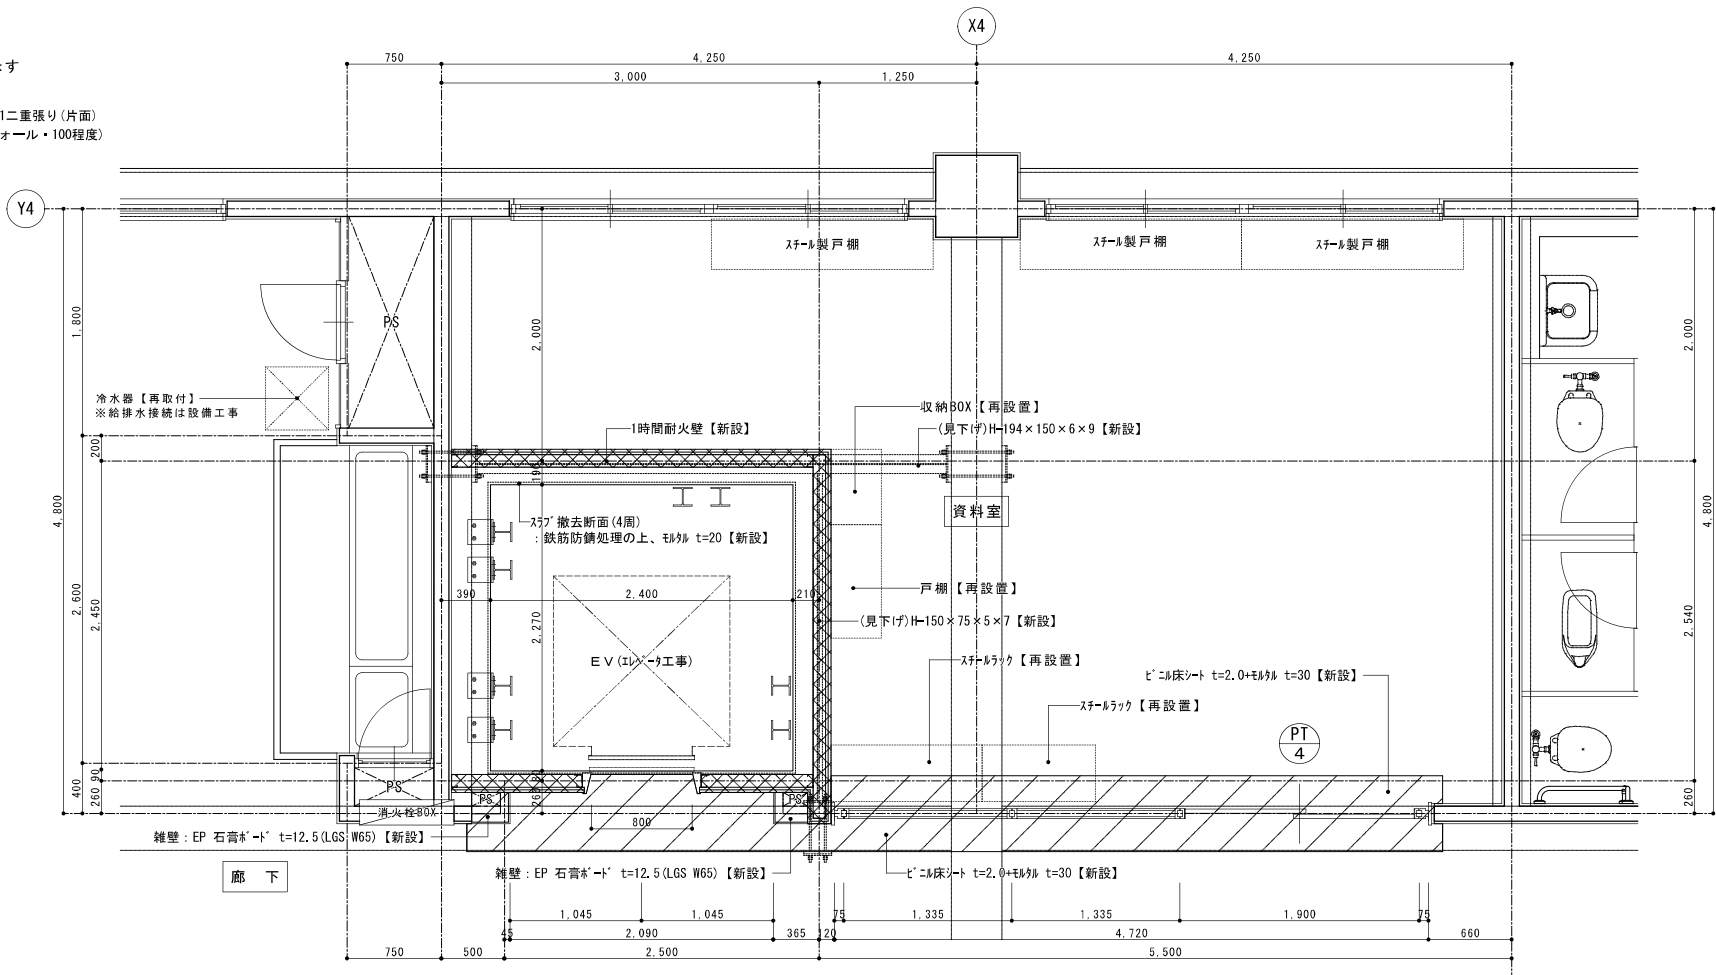 X4
750
4,250
4,250
3,000
1,250
す
1二重張り(片面)
ォール・100程度)
Y4
ｽﾁｰﾙ製戸棚
ｽﾁｰﾙ製戸棚
ｽﾁｰﾙ製戸棚
1,800
PS
2,000
2,000
冷水器【再取付】
※給排水接続は設備工事
収納BOX【再設置】
1時間耐火壁【新設】
(見下げ)H-194×150×6×9【新設】
200
190
4,800
4,800
資料室
ｽﾗﾌﾞ撤去断面(4周)
:鉄筋防錆処理の上、ﾓﾙﾀﾙ t=20【新設】
2,600
2,450
390
2,400
210
戸棚【再設置】
2,270
(見下げ)H-150×75×5×7【新設】
2,540
EV(ｴﾚﾍﾞｰﾀ工事)
ｽﾁｰﾙﾗｯｸ【再設置】
ﾋﾞﾆﾙ床ｼｰﾄ t=2.0+ﾓﾙﾀﾙ t=30【新設】
ｽﾁｰﾙﾗｯｸ【再設置】
PT
4
400
90
260
PS
PS
PS
260
消火栓BOX
800
雑壁：EP 石膏ﾎﾞｰﾄﾞ t=12.5(LGS W65)【新設】
廊 下
雑壁：EP 石膏ﾎﾞｰﾄﾞ t=12.5(LGS W65)【新設】
ﾋﾞﾆﾙ床ｼｰﾄ t=2.0+ﾓﾙﾀﾙ t=30【新設】
1,045
1,045
75
1,335
1,335
1,900
75
45
2,090
365
120
4,720
660
750
500
2,500
5,500